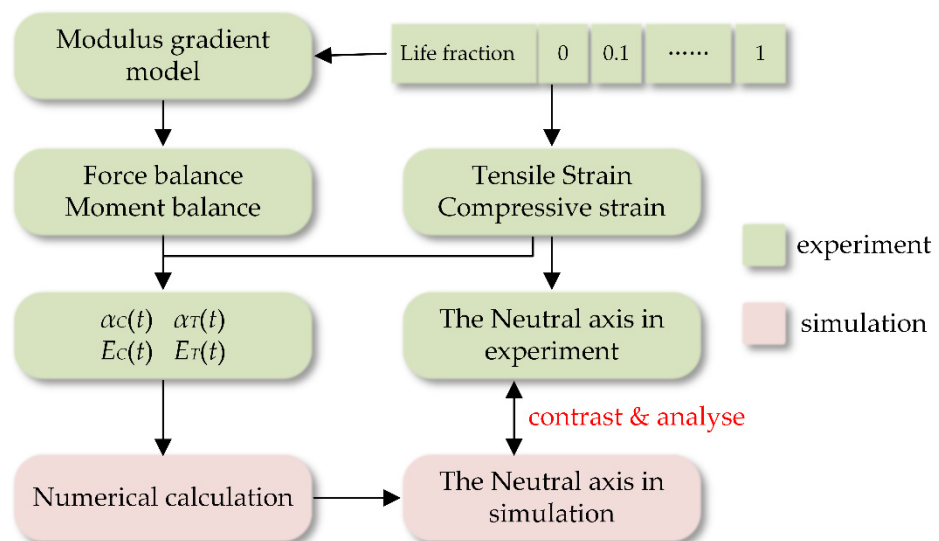 Modulus gradient
model
Life fraction 0 0.1 ...... 1
Force balance
Moment balance
Tensile Strain
Compressive strain
experiment
simulation
αC(t) αT(t)
EC(t) ET(t)
The Neutral axis in
experiment
contrast & analyse
Numerical calculation
The Neutral axis in
simulation